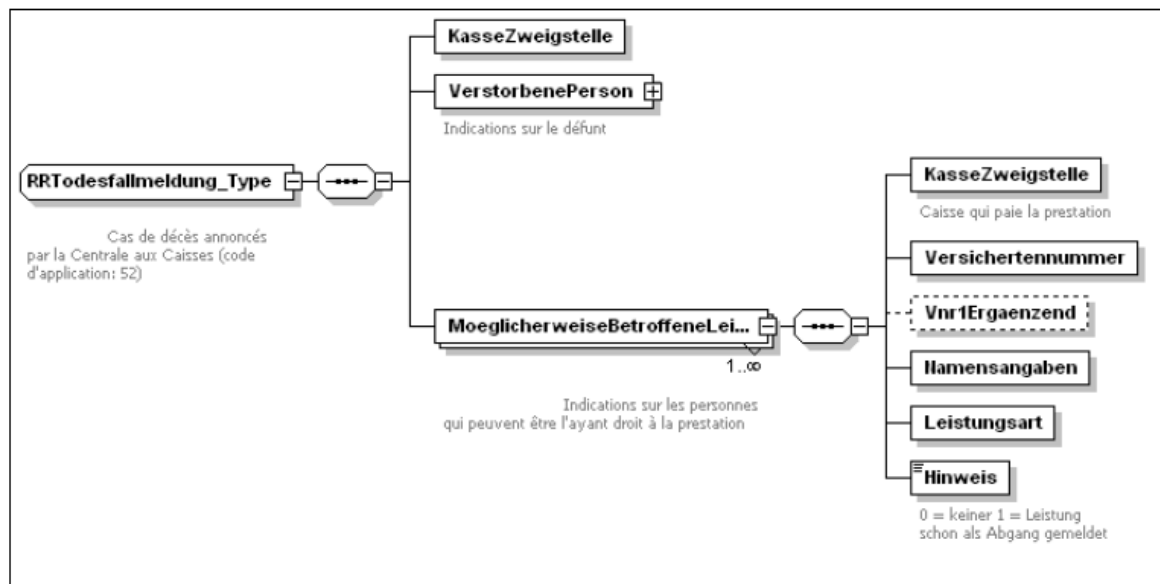 KasseZweigstelle
VerstorbenePerson
Indications sur le défunt
RRTodesfallmeldung_Type
Cas de décès annoncés
par la Centrale aux Caisses (code
d'application: 52)
MoeglicherweiseBetroffeneLei...
1..∞
Indications sur les personnes
qui peuvent être l'ayant droit à la prestation
KasseZweigstelle
Caisse qui paie la prestation
Versichertennummer
Vnr1Ergaenzend
Namensangaben
Leistungsart
Hinweis
0 = keiner 1 = Leistung
schon als Abgang gemeldet